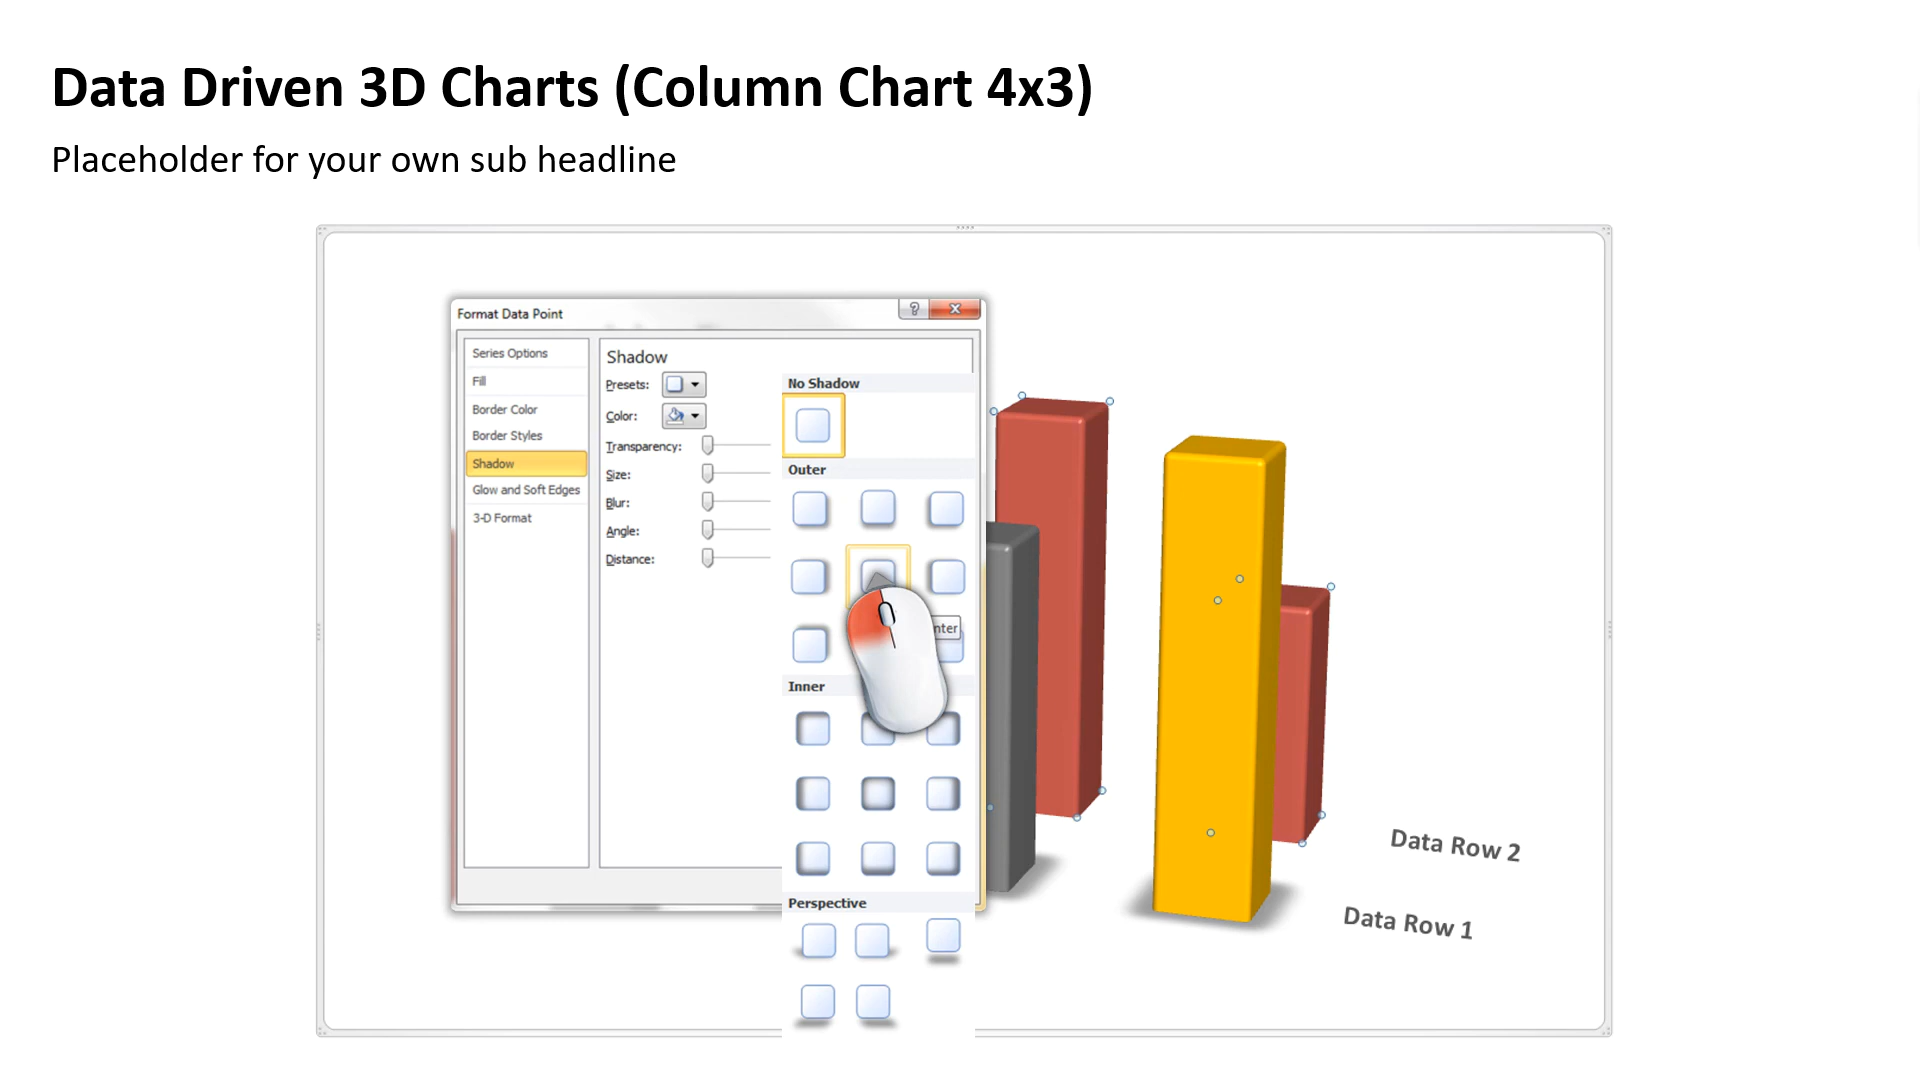 Data Driven 3D Charts (Column Chart 4x3)
Placeholder for your own sub headline
Format Data Point
?
Series Options
Fill
Border Color
Border Styles
Shadow
Glow and Soft Edges
3-D Format
Shadow
Presets:
Color:
Transparency:
Size:
Blur:
Angle:
Distance:
No Shadow
Outer
nter
Inner
Perspective
Data Row 2
Data Row 1